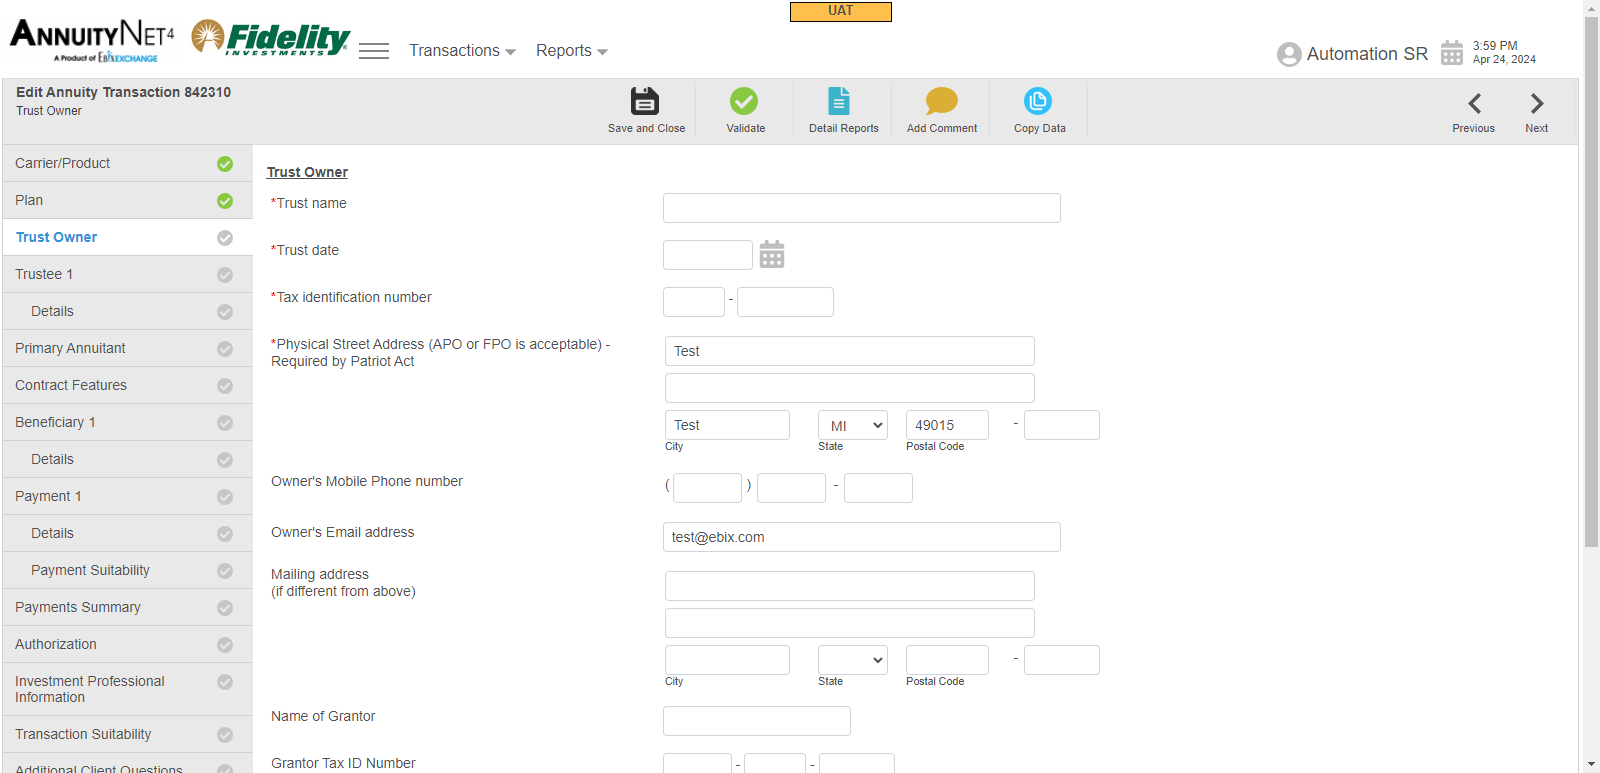 UAT
ANNUITYNET4
A Product of EbixEXCHANGE
Fidelity
INVESTMENTS
Transactions
Reports
Automation SR
3:59 PM
Apr 24, 2024
Edit Annuity Transaction 842310
Trust Owner
Save and Close
Validate
Detail Reports
Add Comment
Copy Data
Previous
Next
Carrier/Product
Plan
Trust Owner
Trustee 1
Details
Primary Annuitant
Contract Features
Beneficiary 1
Details
Payment 1
Details
Payment Suitability
Payments Summary
Authorization
Investment Professional
Information
Transaction Suitability
Additional Client Questions
Trust Owner
*Trust name
*Trust date
*Tax identification number
-
*Physical Street Address (APO or FPO is acceptable) -
Required by Patriot Act
Test
Test
MI
49015
-
City
State
Postal Code
Owner's Mobile Phone number
( ) -
Owner's Email address
test@ebix.com
Mailing address
(if different from above)
-
City
State
Postal Code
Name of Grantor
Grantor Tax ID Number
- -